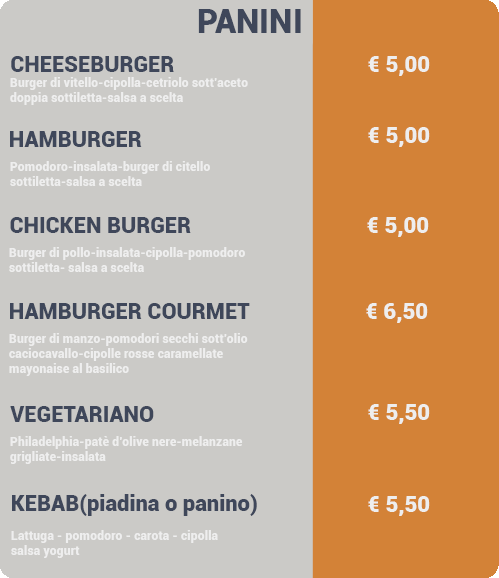 PANINI
CHEESEBURGER € 5,00
Burger di vitello-cipolla-cetriolo sott'aceto
doppia sottiletta-salsa a scelta
HAMBURGER € 5,00
Pomodoro-insalata-burger di citello
sottiletta-salsa a scelta
CHICKEN BURGER € 5,00
Burger di pollo-insalata-cipolla-pomodoro
sottiletta- salsa a scelta
HAMBURGER COURMET € 6,50
Burger di manzo-pomodori secchi sott'olio
caciocavallo-cipolle rosse caramellate
mayonaise al basilico
VEGETARIANO € 5,50
Philadelphia-patè d'olive nere-melanzane
grigliate-insalata
KEBAB(piadina o panino) € 5,50
Lattuga - pomodoro - carota - cipolla
salsa yogurt